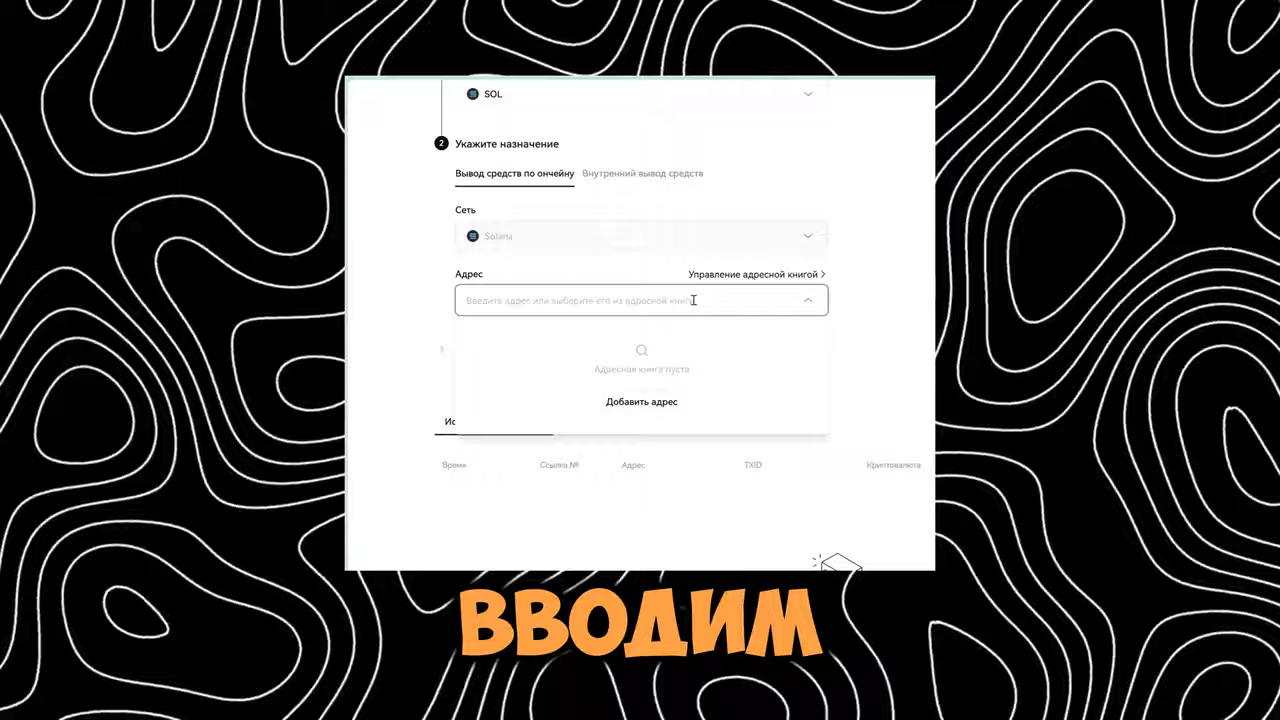 SOL
2 Укажите назначение
Вывод средств по ончейну Внутренний вывод средств
Сеть
Solana
Адрес Управление адресной книгой
Введите адрес или выберите его из адресной книги
Адресная книга пуста
Добавить адрес
Ис
Время Ссылка № Адрес TXID Криптовалюта
ВВОДИМ